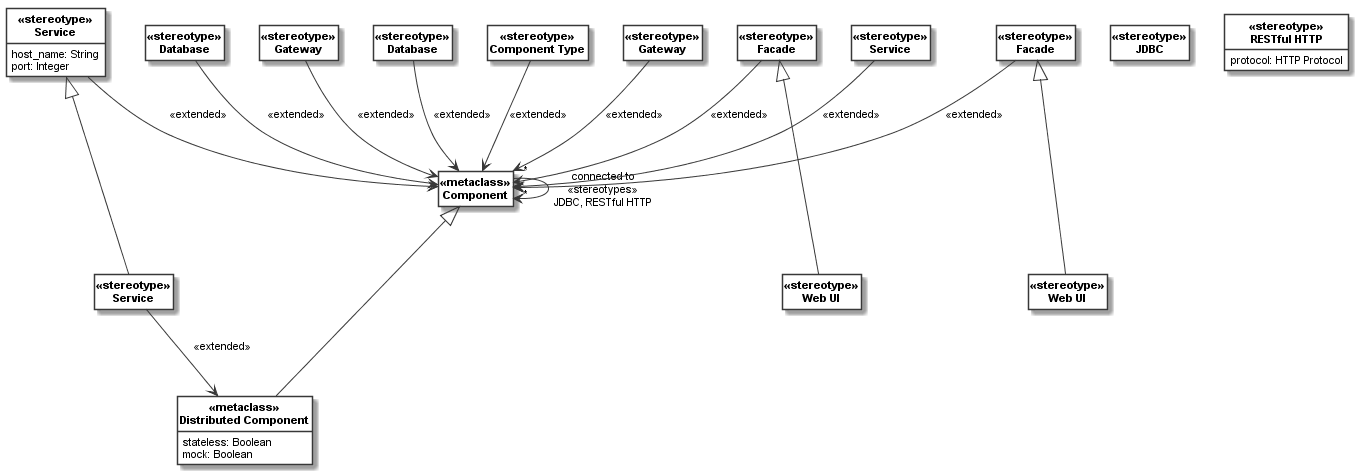 «stereotype»
Service
host_name: String
port: Integer
«stereotype»
Database
«stereotype»
Gateway
«stereotype»
Database
«stereotype»
Component Type
«stereotype»
Gateway
«stereotype»
Facade
«stereotype»
Service
«stereotype»
Facade
«stereotype»
JDBC
«stereotype»
RESTful HTTP
protocol: HTTP Protocol
«extended»
«extended»
«extended»
«extended»
«extended»
«extended»
«extended»
«extended»
«extended»
«metaclass»
Component
*
*
connected to
«stereotypes»
JDBC, RESTful HTTP
«stereotype»
Service
«stereotype»
Web UI
«stereotype»
Web UI
«extended»
«metaclass»
Distributed Component
stateless: Boolean
mock: Boolean